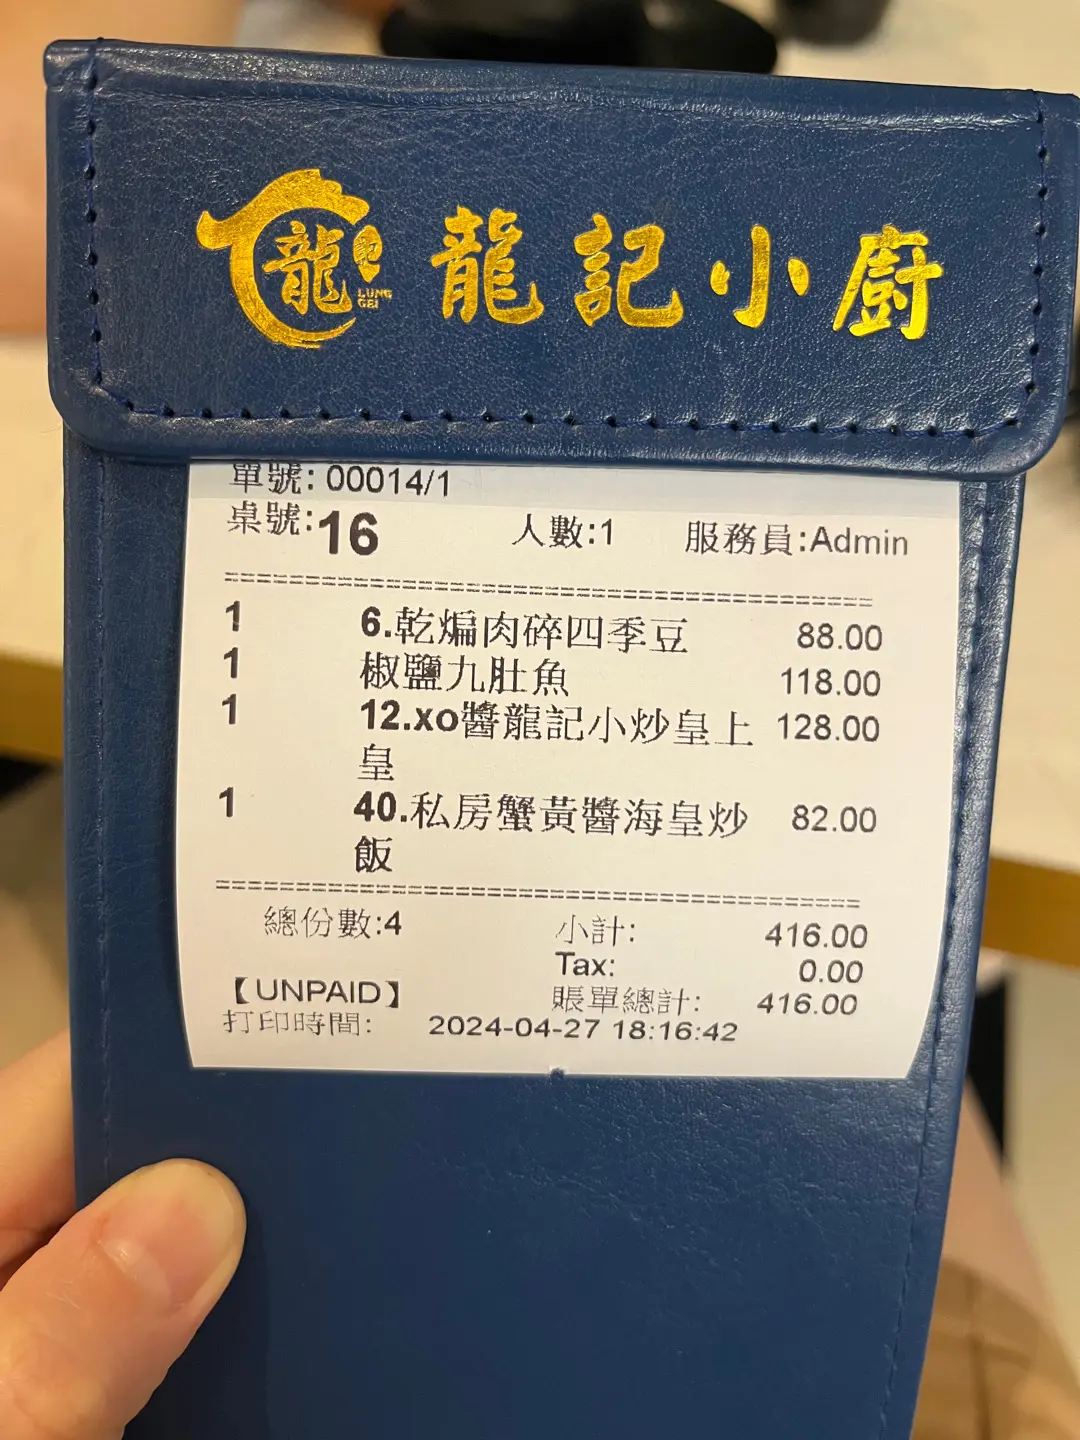 龍記
LUNG
GEI
龍記小廚
單號: 00014/1
桌號:16 人數:1 服務員:Admin
1 6.乾煸肉碎四季豆 88.00
1 椒鹽九肚魚 118.00
1 12.xo醬龍記小炒皇上 128.00
皇
1 40.私房蟹黃醬海皇炒 82.00
飯
總份數:4 小計: 416.00
Tax: 0.00
【UNPAID】 賬單總計: 416.00
打印時間: 2024-04-27 18:16:42